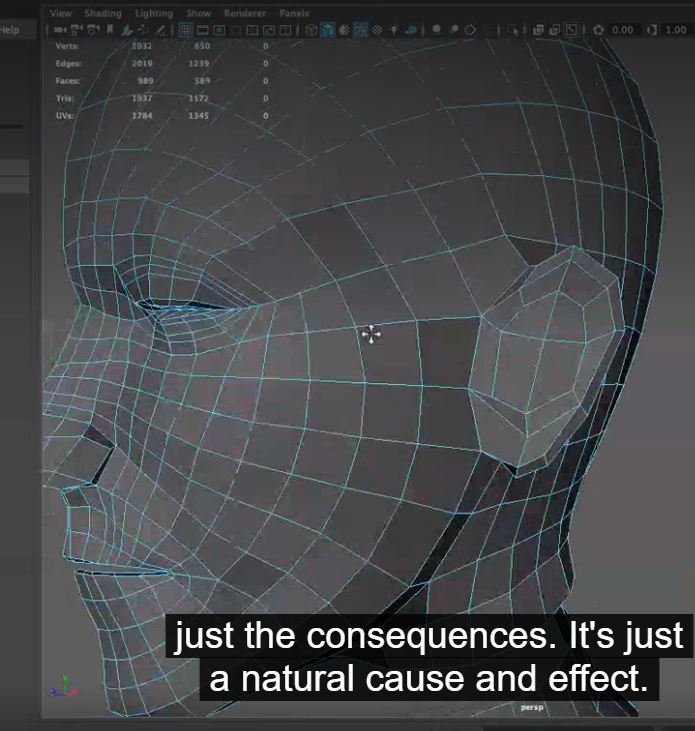 View Shading Lighting Show Renderer Panels
Help
0.00 1.00
Verts: 1032 650 0
Edges: 2019 1239 0
Faces: 989 589 0
Tris: 1937 1172 0
UVs: 1784 1345 0
just the consequences. It's just
a natural cause and effect.
persp